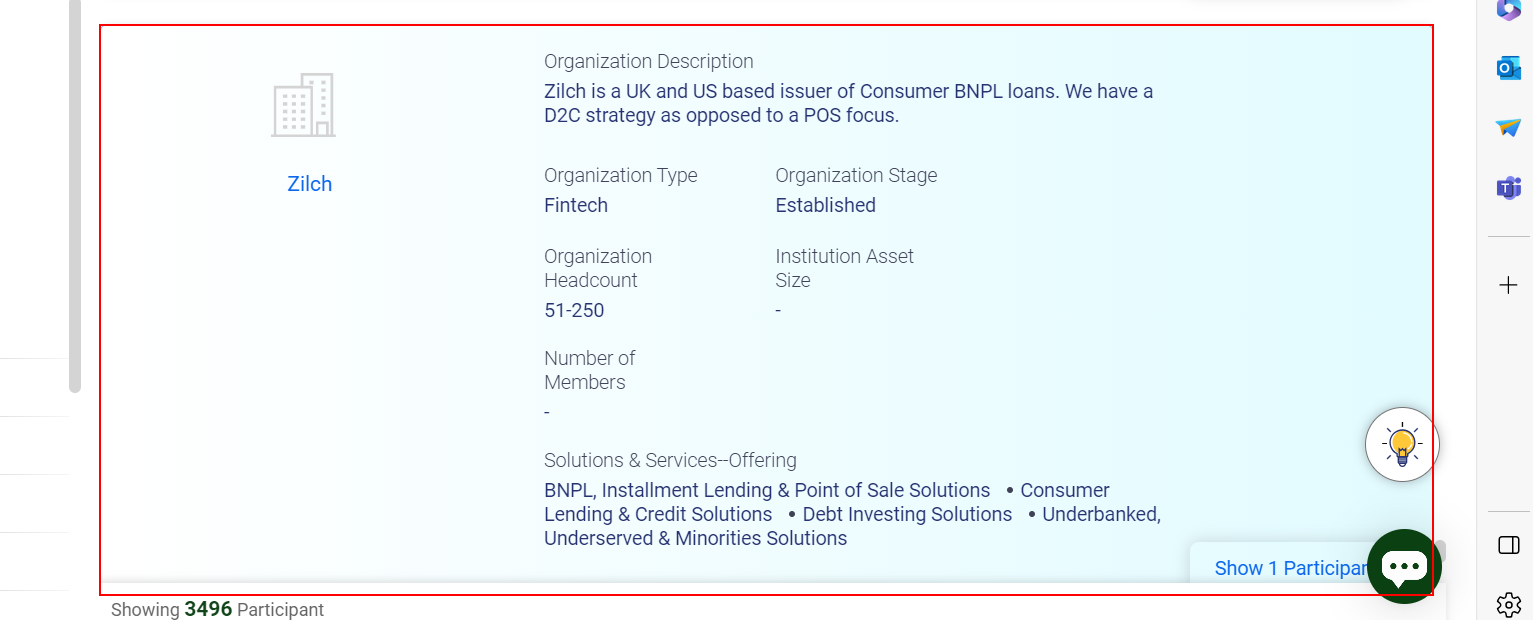 Organization Description
Zilch is a UK and US based issuer of Consumer BNPL loans. We have a
D2C strategy as opposed to a POS focus.
Zilch
Organization Type
Fintech
Organization Stage
Established
Organization
Headcount
51-250
Institution Asset
Size
-
Number of
Members
-
Solutions & Services--Offering
BNPL, Installment Lending & Point of Sale Solutions • Consumer
Lending & Credit Solutions • Debt Investing Solutions • Underbanked,
Underserved & Minorities Solutions
Show 1 Participan
Showing 3496 Participant